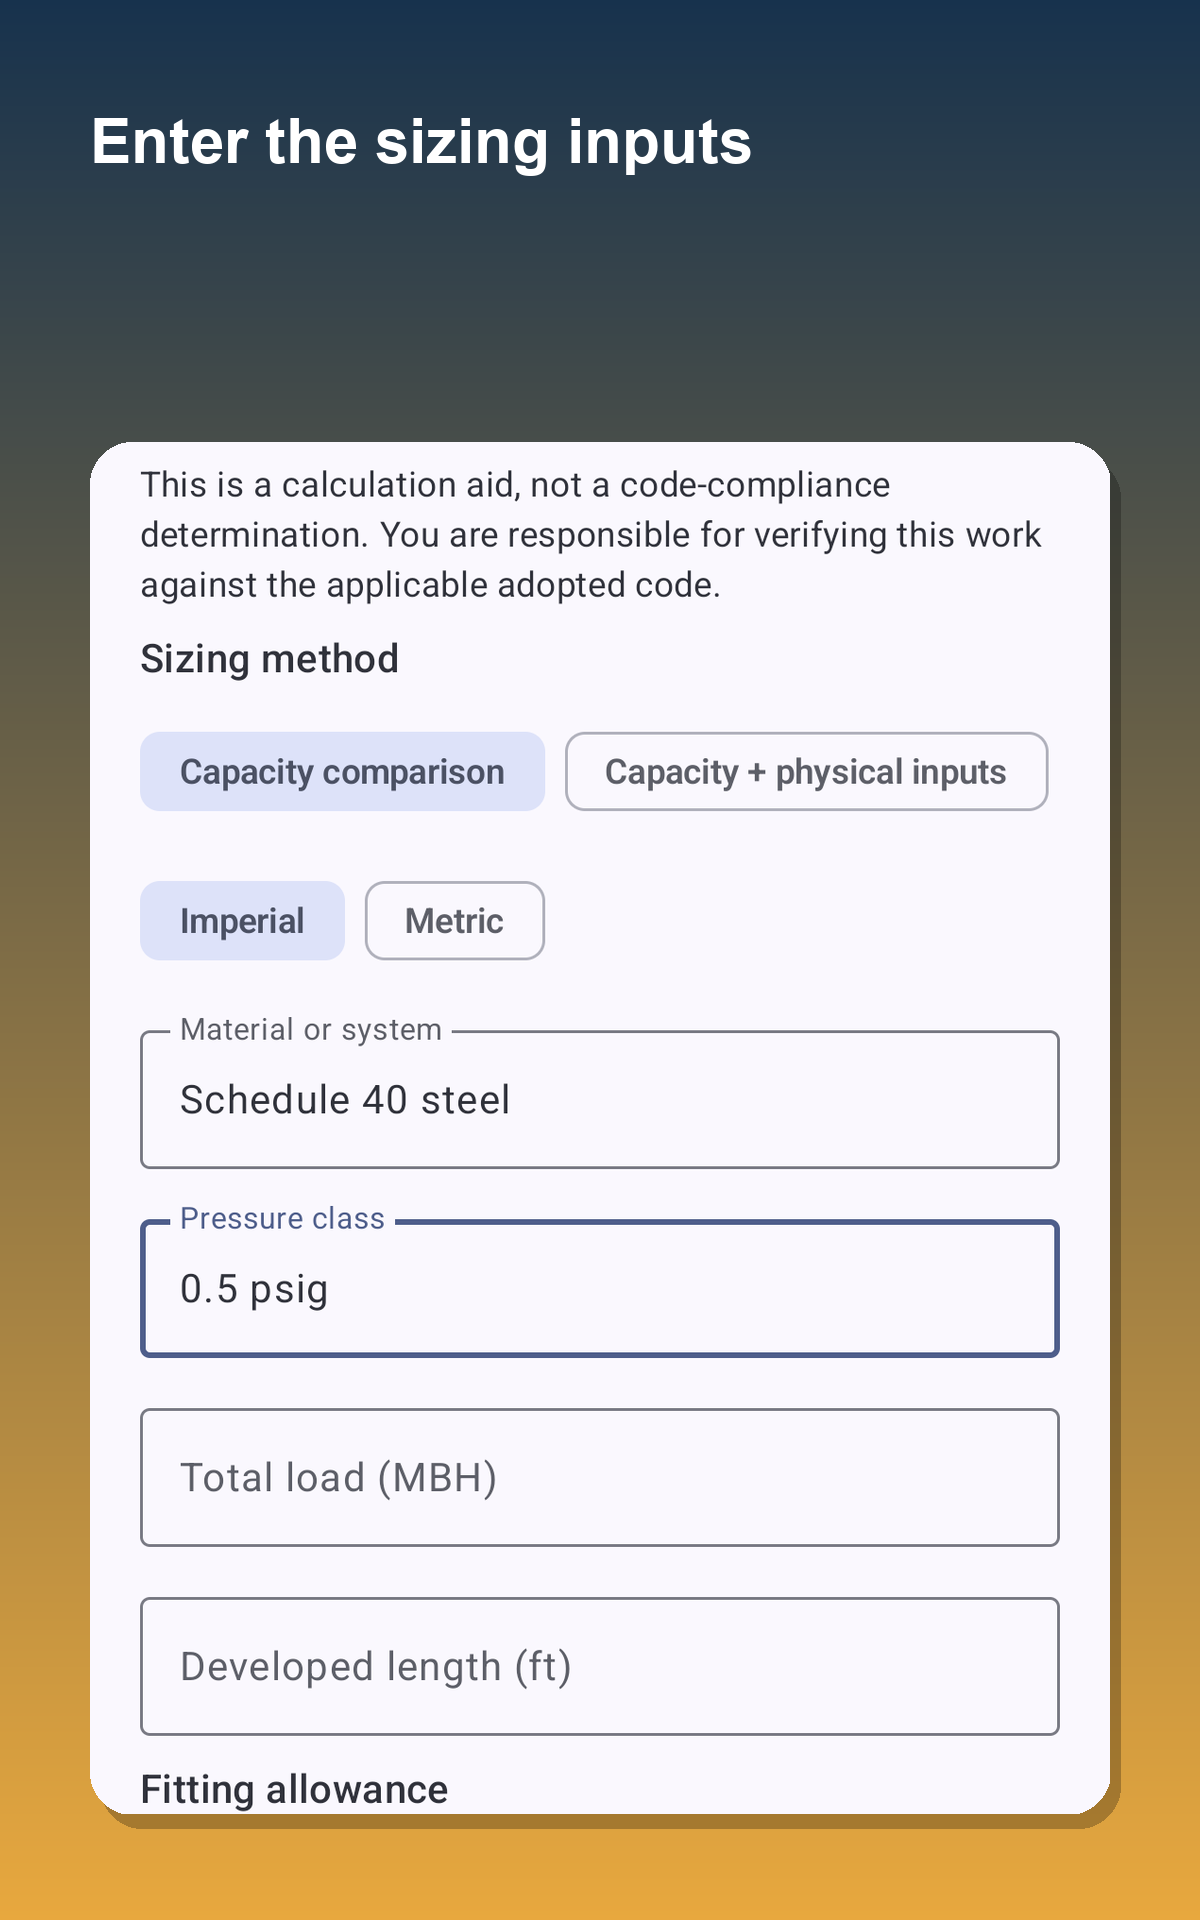 Enter the sizing inputs
This is a calculation aid, not a code-compliance
determination. You are responsible for verifying this work
against the applicable adopted code.
Sizing method
Capacity comparison
Capacity + physical inputs
Imperial
Metric
Material or system
Schedule 40 steel
Pressure class
0.5 psig
Total load (MBH)
Developed length (ft)
Fitting allowance